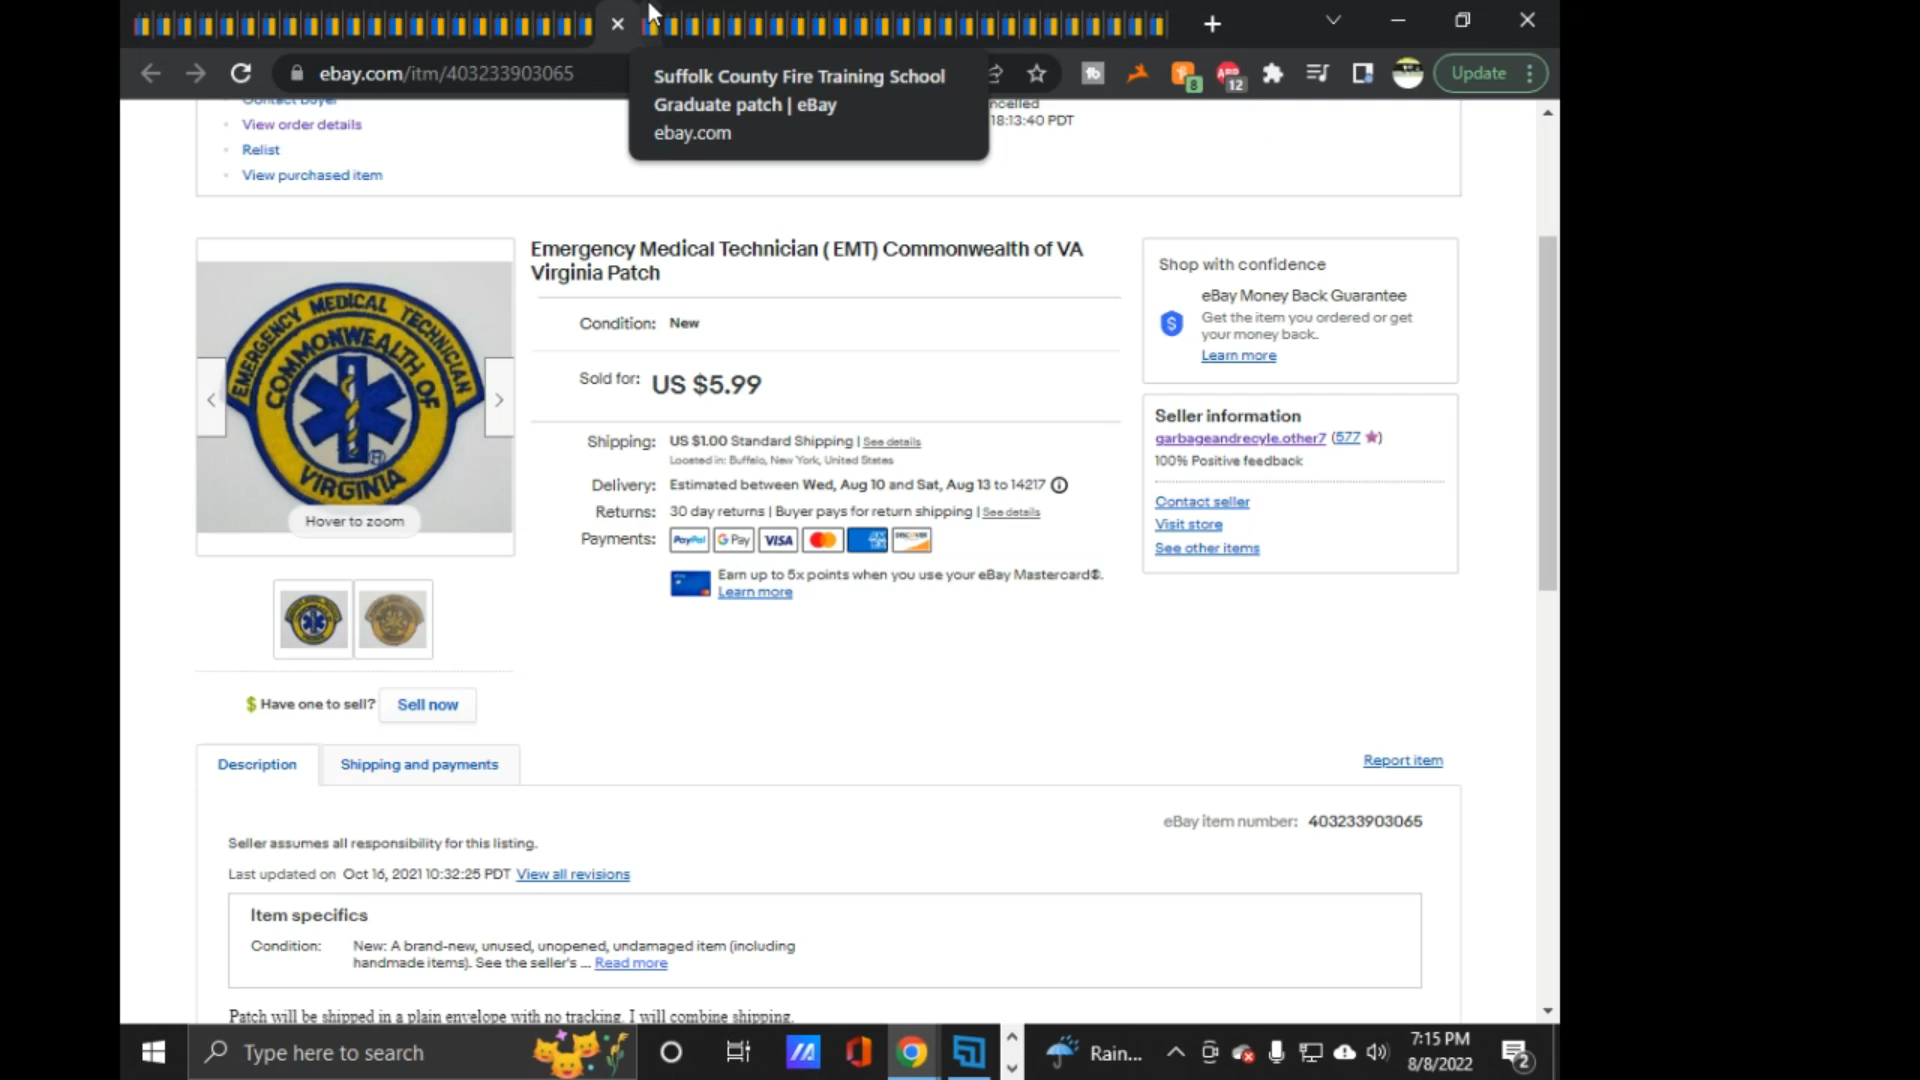 ebay.com/itm/403233903065
Suffolk County Fire Training School
Graduate patch | eBay
ebay.com
8
ABP
12
Update
Contact buyer
View order details
Relist
View purchased item
ncelled
18:13:40 PDT
Emergency Medical Technician ( EMT) Commonwealth of VA
Virginia Patch
Condition: New
Sold for: US $5.99
Shipping: US $1.00 Standard Shipping | See details
Located in: Buffalo, New York, United States
Delivery: Estimated between Wed, Aug 10 and Sat, Aug 13 to 14217
Returns: 30 day returns | Buyer pays for return shipping | See details
Payments: PayPal G Pay VISA DISCOVER
Earn up to 5x points when you use your eBay Mastercard®.
Learn more
EMERGENCY MEDICAL TECHNICIAN
COMMONWEALTH OF
VIRGINIA
Hover to zoom
Shop with confidence
eBay Money Back Guarantee
Get the item you ordered or get
your money back.
Learn more
Seller information
garbageandrecyle.other7 (577 )
100% Positive feedback
Contact seller
Visit store
See other items
$ Have one to sell? Sell now
Description
Shipping and payments
Report item
eBay item number: 403233903065
Seller assumes all responsibility for this listing.
Last updated on Oct 16, 2021 10:32:25 PDT View all revisions
Item specifics
Condition: New: A brand-new, unused, unopened, undamaged item (including
handmade items). See the seller's ... Read more
Patch will be shipped in a plain envelope with no tracking. I will combine shipping.
Type here to search
Rain...
7:15 PM
8/8/2022
2